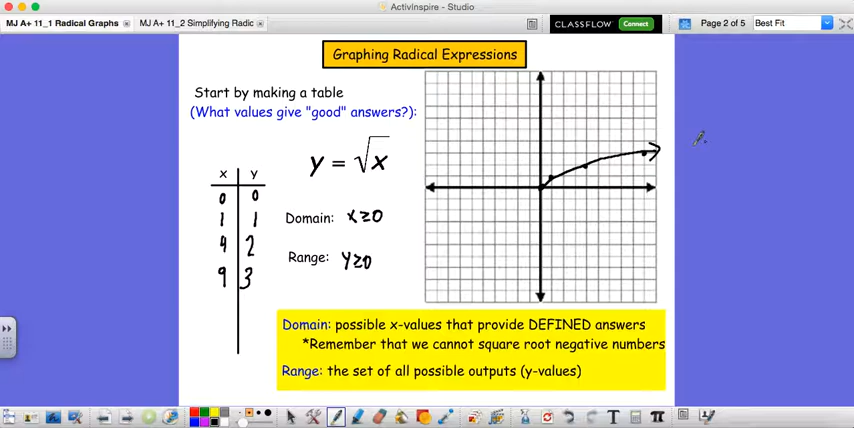 ActivInspire - Studio
MJ A+ 11_1 Radical Graphs
MJ A+ 11_2 Simplifying Radic
CLASSFLOW Connect
Page 2 of 5
Best Fit
Graphing Radical Expressions
Start by making a table
(What values give "good" answers?):
y = √x
x y
0 0
1 1
4 2
9 3
Domain: x≥0
Range: y≥0
Domain: possible x-values that provide DEFINED answers
*Remember that we cannot square root negative numbers
Range: the set of all possible outputs (y-values)